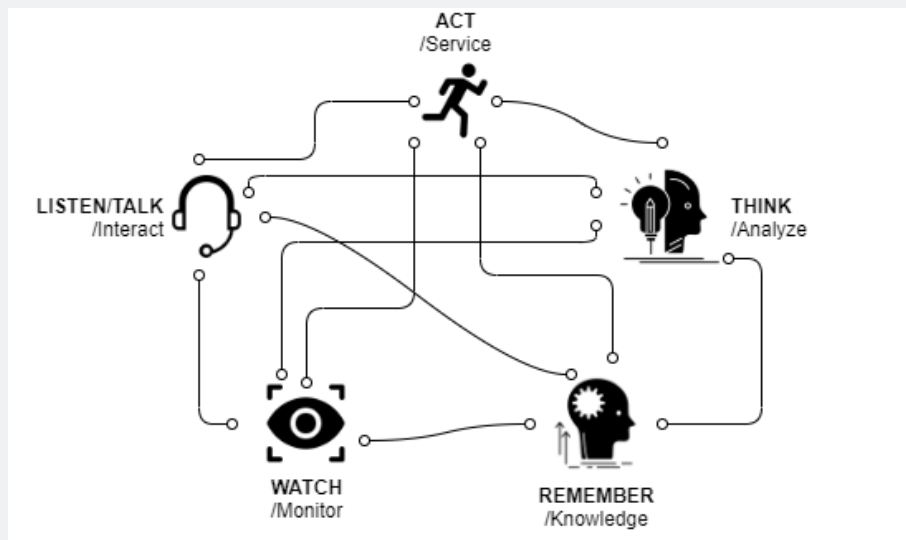 ACT
/Service
LISTEN/TALK
/Interact
THINK
/Analyze
WATCH
/Monitor
REMEMBER
/Knowledge